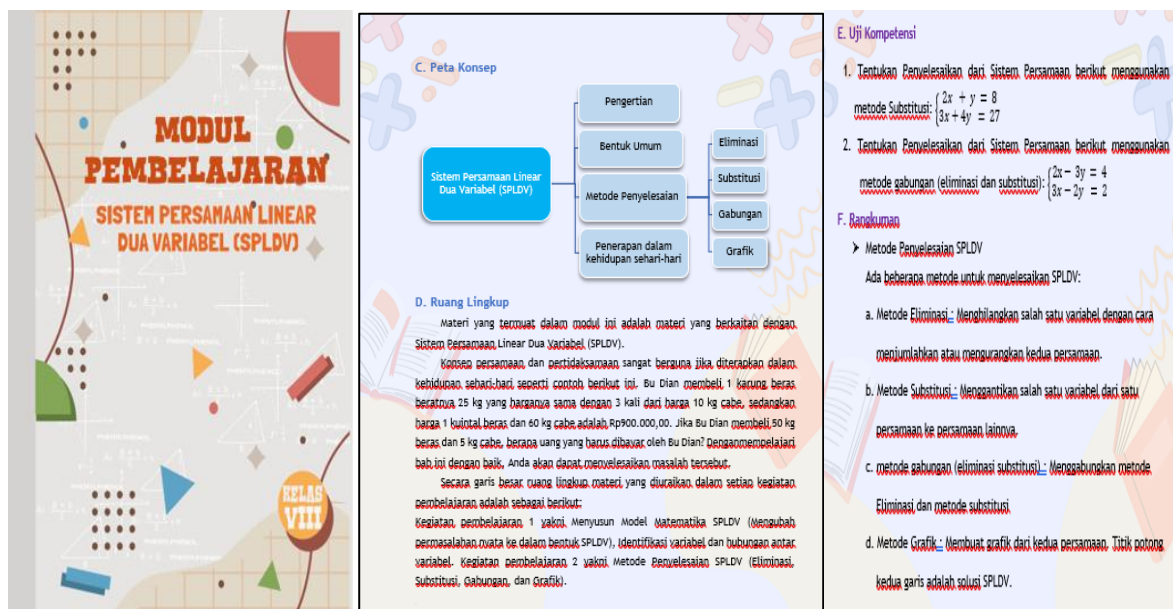 MODUL
PEMBELAJARAN
SISTEM PERSAMAAN LINEAR
DUA VARIABEL (SPLDV)
KELAS
VIII
C. Peta Konsep
Sistem Persamaan Linear
Dua Variabel (SPLDV)
Pengertian
Bentuk Umum
Metode Penyelesaian
Penerapan dalam
kehidupan sehari-hari
Eliminasi
Substitusi
Gabungan
Grafik
D. Ruang Lingkup
Materi yang termuat dalam modul ini adalah materi yang berkaitan dengan
Sistem Persamaan Linear Dua Variabel (SPLDV).
Konsep persamaan dan pertidaksamaan sangat berguna jika diterapkan dalam
kehidupan sehari-hari seperti contoh berikut ini. Bu Dian membeli 1 karung beras
beratnya 25 kg yang harganya sama dengan 3 kali dari harga 10 kg cabe, sedangkan
harga 1 kuintal beras dan 60 kg cabe adalah Rp900.000,00. Jika Bu Dian membeli 50 kg
beras dan 5 kg cabe, berapa uang yang harus dibayar oleh Bu Dian? Denganmempelajari
bab ini dengan baik, Anda akan dapat menyelesaikan masalah tersebut.
Secara garis besar ruang lingkup materi yang diuraikan dalam setiap kegiatan
pembelajaran adalah sebagai berikut:
Kegiatan pembelajaran 1 yakni Menyusun Model Matematika SPLDV (Mengubah
permasalahan nyata ke dalam bentuk SPLDV), Identifikasi variabel dan hubungan antar
variabel. Kegiatan pembelajaran 2 yakni Metode Penyelesaian SPLDV (Eliminasi,
Substitusi, Gabungan, dan Grafik).
E. Uji Kompetensi
1. Tentukan Penyelesaian dari Sistem Persamaan berikut menggunakan
metode Substitusi: { 2x + y = 8
3x + 4y = 27
2. Tentukan Penyelesaian dari Sistem Persamaan berikut menggunakan
metode gabungan (eliminasi dan substitusi): { 2x − 3y = 4
3x − 2y = 2
F. Rangkuman
➢ Metode Penyelesaian SPLDV
Ada beberapa metode untuk menyelesaikan SPLDV:
a. Metode Eliminasi : Menghilangkan salah satu variabel dengan cara
menjumlahkan atau mengurangkan kedua persamaan.
b. Metode Substitusi : Menggantikan salah satu variabel dari satu
persamaan ke persamaan lainnya.
c. metode gabungan (eliminasi substitusi) : Menggabungkan metode
Eliminasi dan metode substitusi
d. Metode Grafik : Membuat grafik dari kedua persamaan. Titik potong
kedua garis adalah solusi SPLDV.